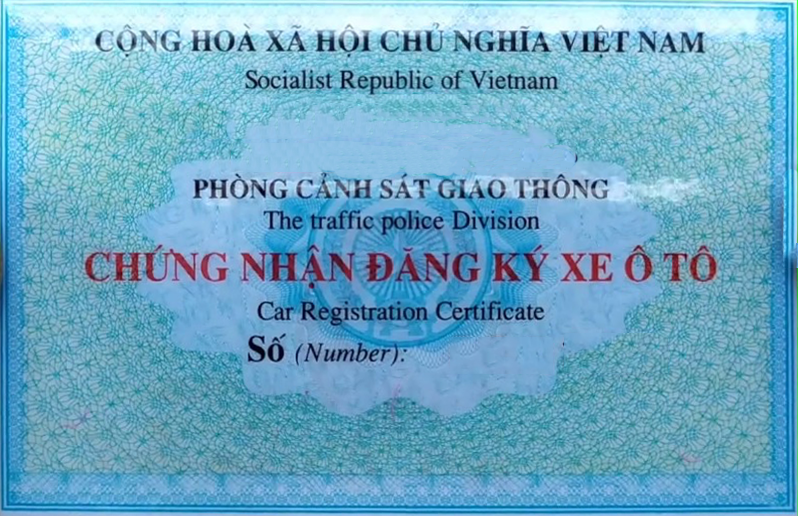 CỘNG HOÀ XÃ HỘI CHỦ NGHĨA VIỆT NAM
Socialist Republic of Vietnam
PHÒNG CẢNH SÁT GIAO THÔNG
The traffic police Division
CHỨNG NHẬN ĐĂNG KÝ XE Ô TÔ
Car Registration Certificate
Số (Number):